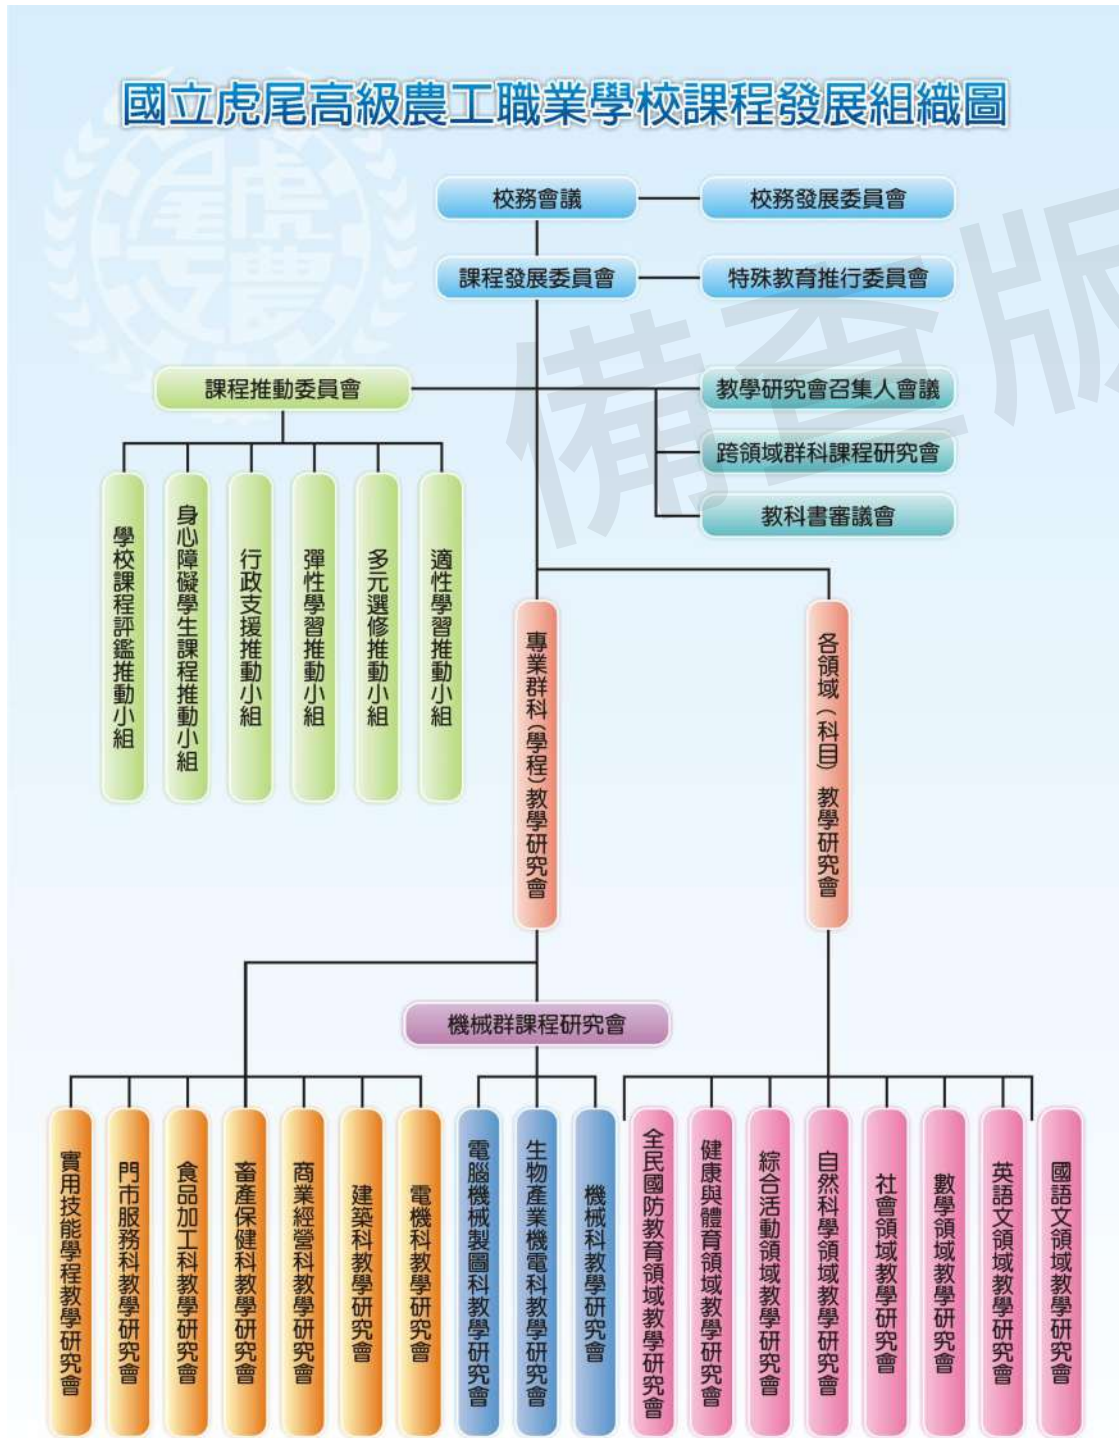 國立虎尾高級農工職業學校課程發展組織圖
校務會議
校務發展委員會
課程發展委員會
特殊教育推行委員會
課程推動委員會
教學研究會召集人會議
跨領域群科課程研究會
教科書審議會
學校課程評鑑推動小組
身心障礙學生課程推動小組
行政支援推動小組
彈性學習推動小組
多元選修推動小組
適性學習推動小組
專業群科(學程)教學研究會
各領域(科目)教學研究會
機械群課程研究會
實用技能學程教學研究會
門市服務科教學研究會
食品加工科教學研究會
畜產保健科教學研究會
商業經營科教學研究會
建築科教學研究會
電機科教學研究會
電腦機械製圖科教學研究會
生物產業機電科教學研究會
機械科教學研究會
全民國防教育領域教學研究會
健康與體育領域教學研究會
綜合活動領域教學研究會
自然科學領域教學研究會
社會領域教學研究會
數學領域教學研究會
英語文領域教學研究會
國語文領域教學研究會
備查版
虎尾農工